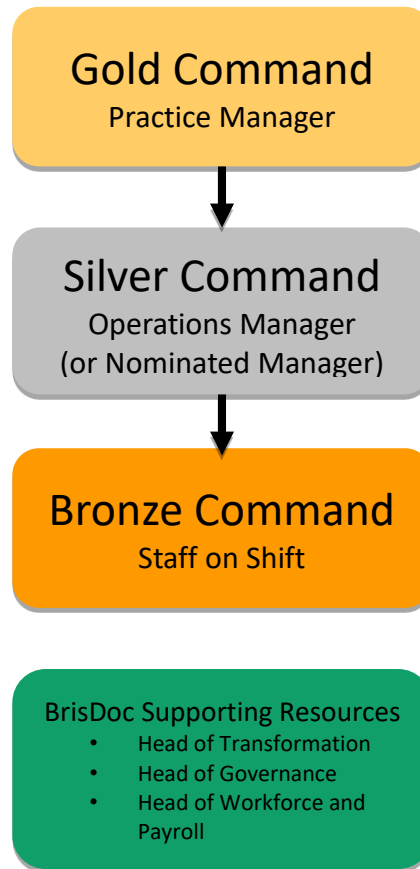 Gold Command
Practice Manager
Silver Command
Operations Manager
(or Nominated Manager)
Bronze Command
Staff on Shift
BrisDoc Supporting Resources
• Head of Transformation
• Head of Governance
• Head of Workforce and
Payroll